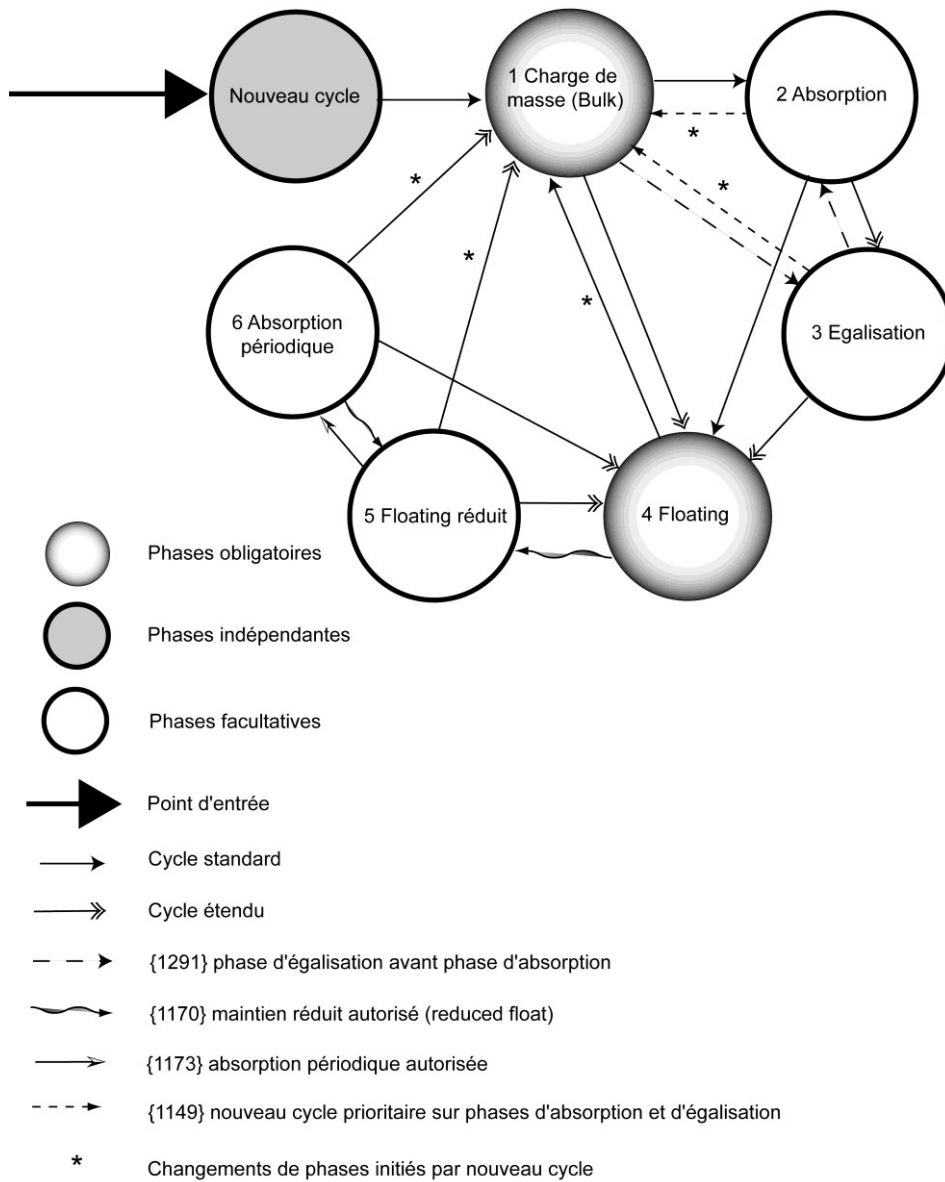 Nouveau cycle
1 Charge de
masse (Bulk)
2 Absorption
*
*
*
*
*
6 Absorption
périodique
3 Egalisation
5 Floating réduit
4 Floating
Phases obligatoires
Phases indépendantes
Phases facultatives
Point d'entrée
Cycle standard
Cycle étendu
{1291} phase d'égalisation avant phase d'absorption
{1170} maintien réduit autorisé (reduced float)
{1173} absorption périodique autorisée
{1149} nouveau cycle prioritaire sur phases d'absorption et d'égalisation
* Changements de phases initiés par nouveau cycle